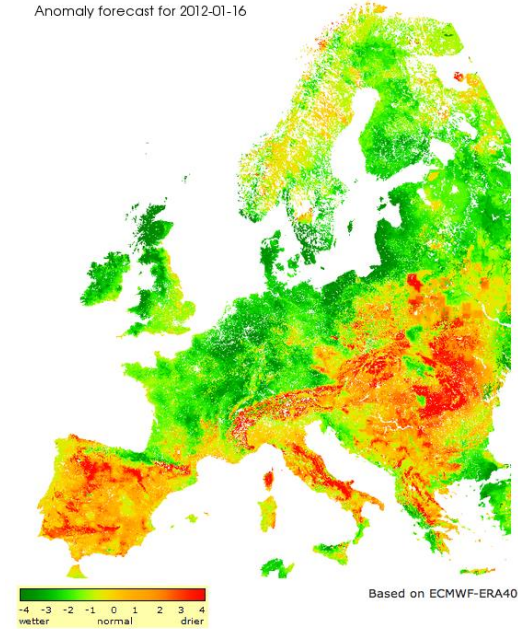 Anomaly forecast for 2012-01-16
Based on ECMWF-ERA40
-4 -3 -2 -1 0 1 2 3 4
wetter normal drier